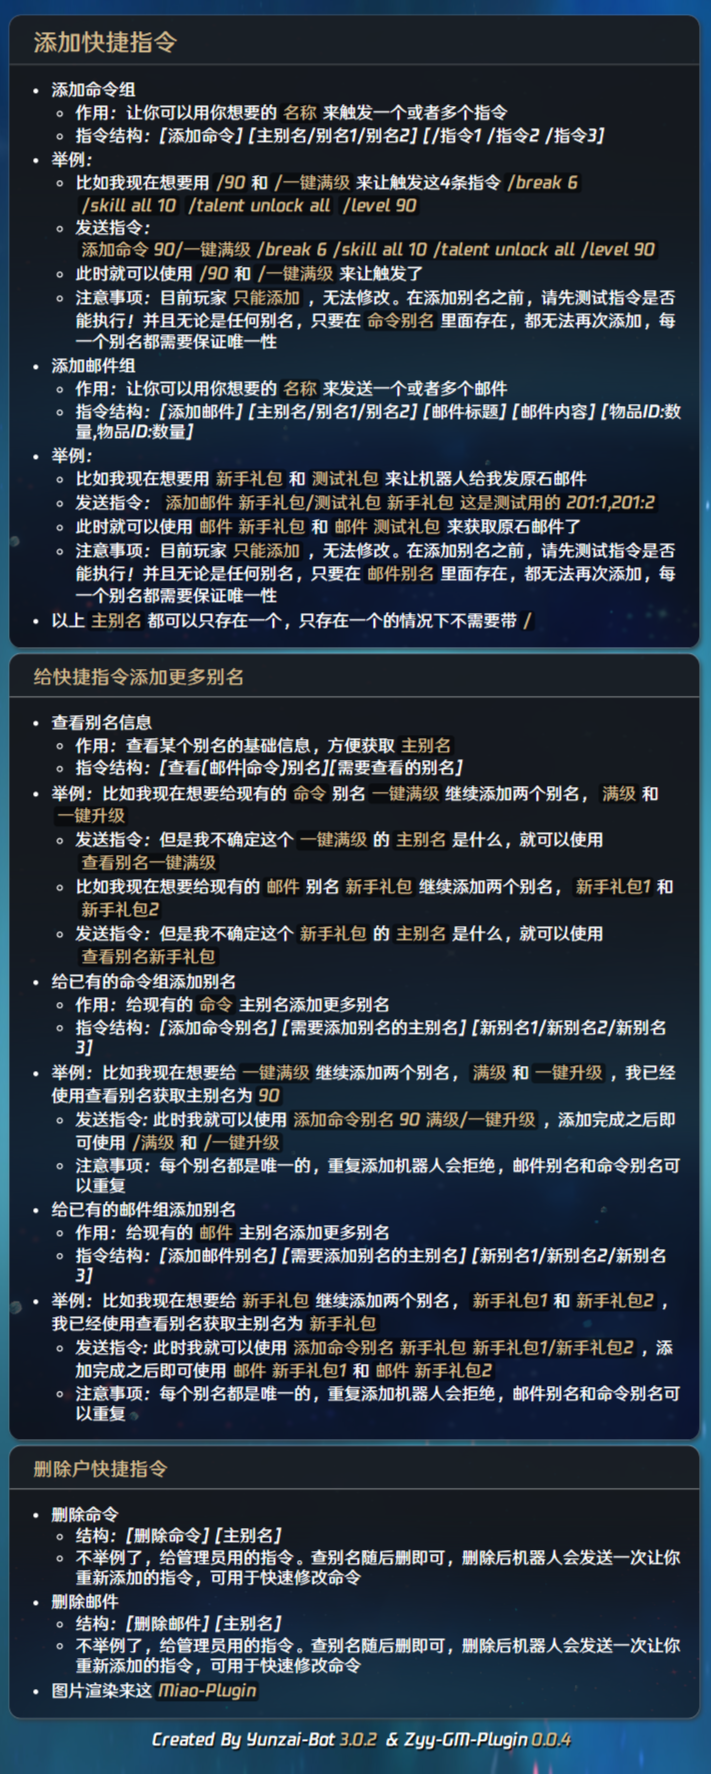 添加快捷指令
添加命令组
作用：让你可以用你想要的 名称 来触发一个或者多个指令
指令结构：[添加命令] [主别名/别名1/别名2] [/指令1 /指令2 /指令3]
举例：
比如我现在想要用 /90 和 /一键满级 来让触发这4条指令 /break 6
/skill all 10 /talent unlock all /level 90
发送指令：
添加命令 90/一键满级 /break 6 /skill all 10 /talent unlock all /level 90
此时就可以使用 /90 和 /一键满级 来让触发了
注意事项：目前玩家 只能添加 ，无法修改。在添加别名之前，请先测试指令是否
能执行！并且无论是任何别名，只要在 命令别名 里面存在，都无法再次添加，每
一个别名都需要保证唯一性
添加邮件组
作用：让你可以用你想要的 名称 来发送一个或者多个邮件
指令结构：[添加邮件] [主别名/别名1/别名2] [邮件标题] [邮件内容] [物品ID:数
量,物品ID:数量]
举例：
比如我现在想要用 新手礼包 和 测试礼包 来让机器人给我发原石邮件
发送指令： 添加邮件 新手礼包/测试礼包 新手礼包 这是测试用的 201:1,201:2
此时就可以使用 邮件 新手礼包 和 邮件 测试礼包 来获取原石邮件了
注意事项：目前玩家 只能添加 ，无法修改。在添加别名之前，请先测试指令是否
能执行！并且无论是任何别名，只要在 邮件别名 里面存在，都无法再次添加，每
一个别名都需要保证唯一性
以上 主别名 都可以只存在一个，只存在一个的情况下不需要带 /
给快捷指令添加更多别名
查看别名信息
作用：查看某个别名的基础信息，方便获取 主别名
指令结构：[查看(邮件|命令)别名][需要查看的别名]
举例：比如我现在想要给现有的 命令 别名 一键满级 继续添加两个别名， 满级 和
一键升级
发送指令：但是我不确定这个 一键满级 的 主别名 是什么，就可以使用
查看别名一键满级
比如我现在想要给现有的 邮件 别名 新手礼包 继续添加两个别名， 新手礼包1 和
新手礼包2
发送指令：但是我不确定这个 新手礼包 的 主别名 是什么，就可以使用
查看别名新手礼包
给已有的命令组添加别名
作用：给现有的 命令 主别名添加更多别名
指令结构：[添加命令别名] [需要添加别名的主别名] [新别名1/新别名2/新别名
3]
举例：比如我现在想要给 一键满级 继续添加两个别名， 满级 和 一键升级 ，我已经
使用查看别名获取主别名为 90
发送指令: 此时我就可以使用 添加命令别名 90 满级/一键升级 ，添加完成之后即
可使用 /满级 和 /一键升级
注意事项：每个别名都是唯一的，重复添加机器人会拒绝，邮件别名和命令别名可
以重复
给已有的邮件组添加别名
作用：给现有的 邮件 主别名添加更多别名
指令结构：[添加邮件别名] [需要添加别名的主别名] [新别名1/新别名2/新别名
3]
举例：比如我现在想要给 新手礼包 继续添加两个别名， 新手礼包1 和 新手礼包2 ，
我已经使用查看别名获取主别名为 新手礼包
发送指令: 此时我就可以使用 添加命令别名 新手礼包 新手礼包1/新手礼包2 ，添
加完成之后即可使用 邮件 新手礼包1 和 邮件 新手礼包2
注意事项：每个别名都是唯一的，重复添加机器人会拒绝，邮件别名和命令别名可
以重复
删除户快捷指令
删除命令
结构：[删除命令] [主别名]
不举例了，给管理员用的指令。查别名随后删即可，删除后机器人会发送一次让你
重新添加的指令，可用于快速修改命令
删除邮件
结构：[删除邮件] [主别名]
不举例了，给管理员用的指令。查别名随后删即可，删除后机器人会发送一次让你
重新添加的指令，可用于快速修改命令
图片渲染来这 Miao-Plugin
Created By Yunzai-Bot 3.0.2 & Zyy-GM-Plugin 0.0.4